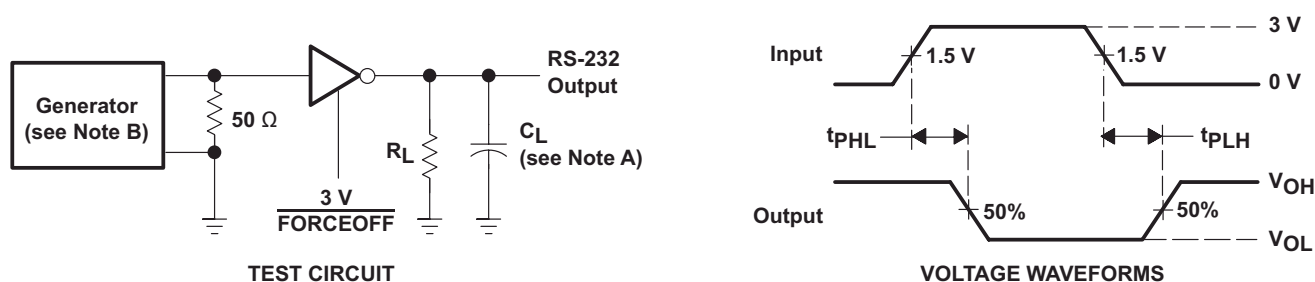 Generator
(see Note B)
50 Ω
3 V
FORCEOFF
RL
CL
(see Note A)
RS-232
Output
TEST CIRCUIT
Input
1.5 V
1.5 V
3 V
0 V
tPHL
tPLH
Output
50%
50%
VOH
VOL
VOLTAGE WAVEFORMS